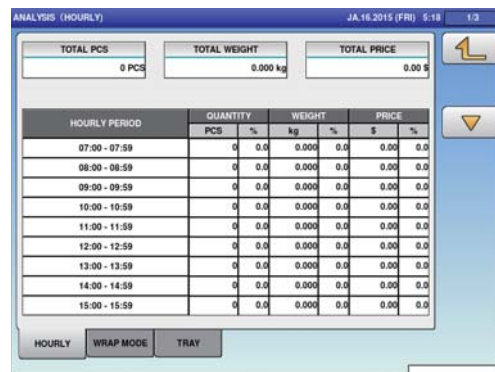 ANALYSIS (HOURLY) JA.16.2015 (FRI) 5:18 1/3
TOTAL PCS TOTAL WEIGHT TOTAL PRICE
0 PCS 0.000 kg 0.00 $
HOURLY PERIOD QUANTITY WEIGHT PRICE
PCS % kg % $ %
07:00 - 07:59 0 0.0 0.000 0.0 0.00 0.0
08:00 - 08:59 0 0.0 0.000 0.0 0.00 0.0
09:00 - 09:59 0 0.0 0.000 0.0 0.00 0.0
10:00 - 10:59 0 0.0 0.000 0.0 0.00 0.0
11:00 - 11:59 0 0.0 0.000 0.0 0.00 0.0
12:00 - 12:59 0 0.0 0.000 0.0 0.00 0.0
13:00 - 13:59 0 0.0 0.000 0.0 0.00 0.0
14:00 - 14:59 0 0.0 0.000 0.0 0.00 0.0
15:00 - 15:59 0 0.0 0.000 0.0 0.00 0.0
HOURLY WRAP MODE TRAY